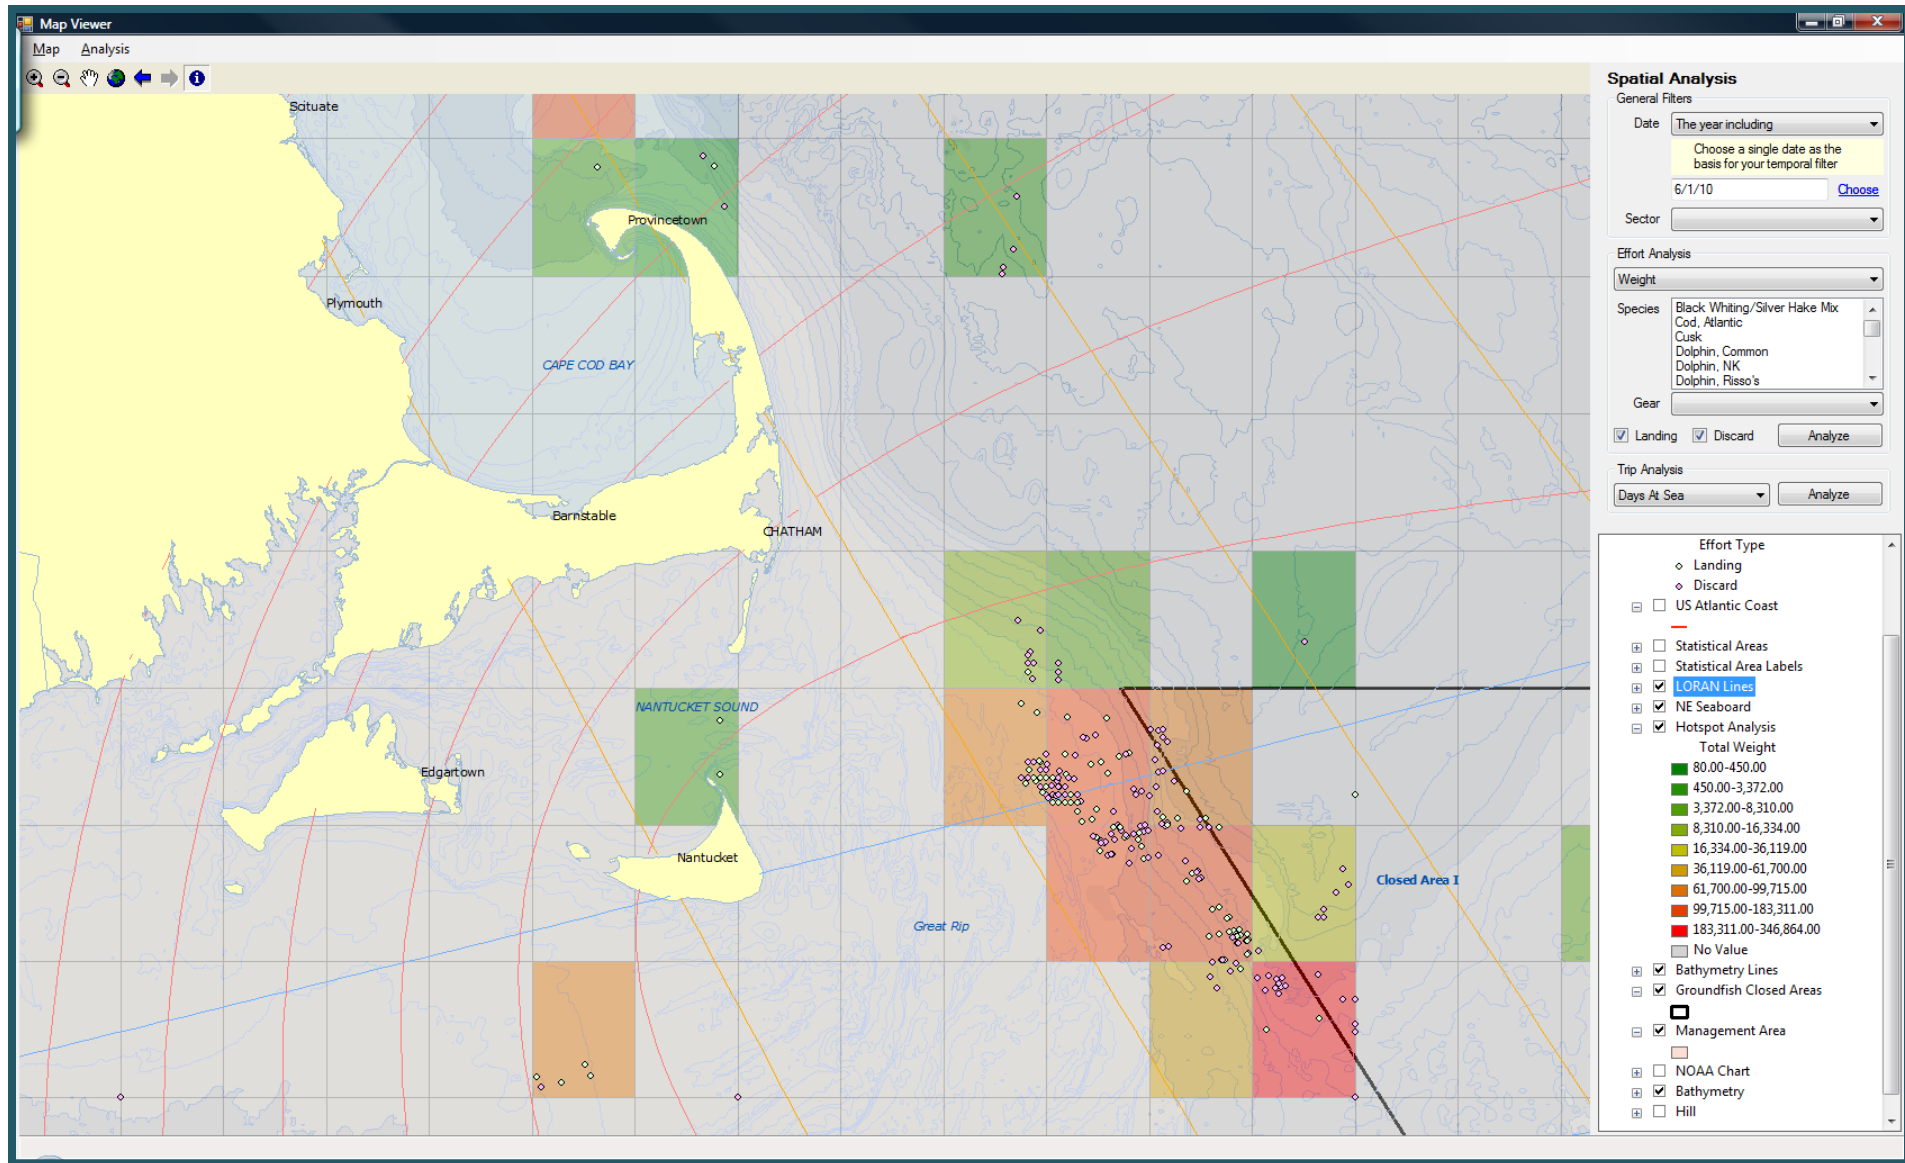 Map Viewer
Map Analysis
Spatial Analysis
General Filters
Date The year including
Choose a single date as the
basis for your temporal filter
6/1/10 Choose
Sector
Effort Analysis
Weight
Species Black Whiting/Silver Hake Mix
Cod, Atlantic
Cusk
Dolphin, Common
Dolphin, NK
Dolphin, Risso's
Gear
Landing Discard Analyze
Trip Analysis
Days At Sea Analyze
Effort Type
Landing
Discard
US Atlantic Coast
Statistical Areas
Statistical Area Labels
LORAN Lines
NE Seaboard
Hotspot Analysis
Total Weight
80.00-450.00
450.00-3,372.00
3,372.00-8,310.00
8,310.00-16,334.00
16,334.00-36,119.00
36,119.00-61,700.00
61,700.00-99,715.00
99,715.00-183,311.00
183,311.00-346,864.00
No Value
Bathymetry Lines
Groundfish Closed Areas
Management Area
NOAA Chart
Bathymetry
Hill
Scituate
Provincetown
Plymouth
CAPE COD BAY
Barnstable
CHATHAM
NANTUCKET SOUND
Edgartown
Nantucket
Closed Area I
Great Rip